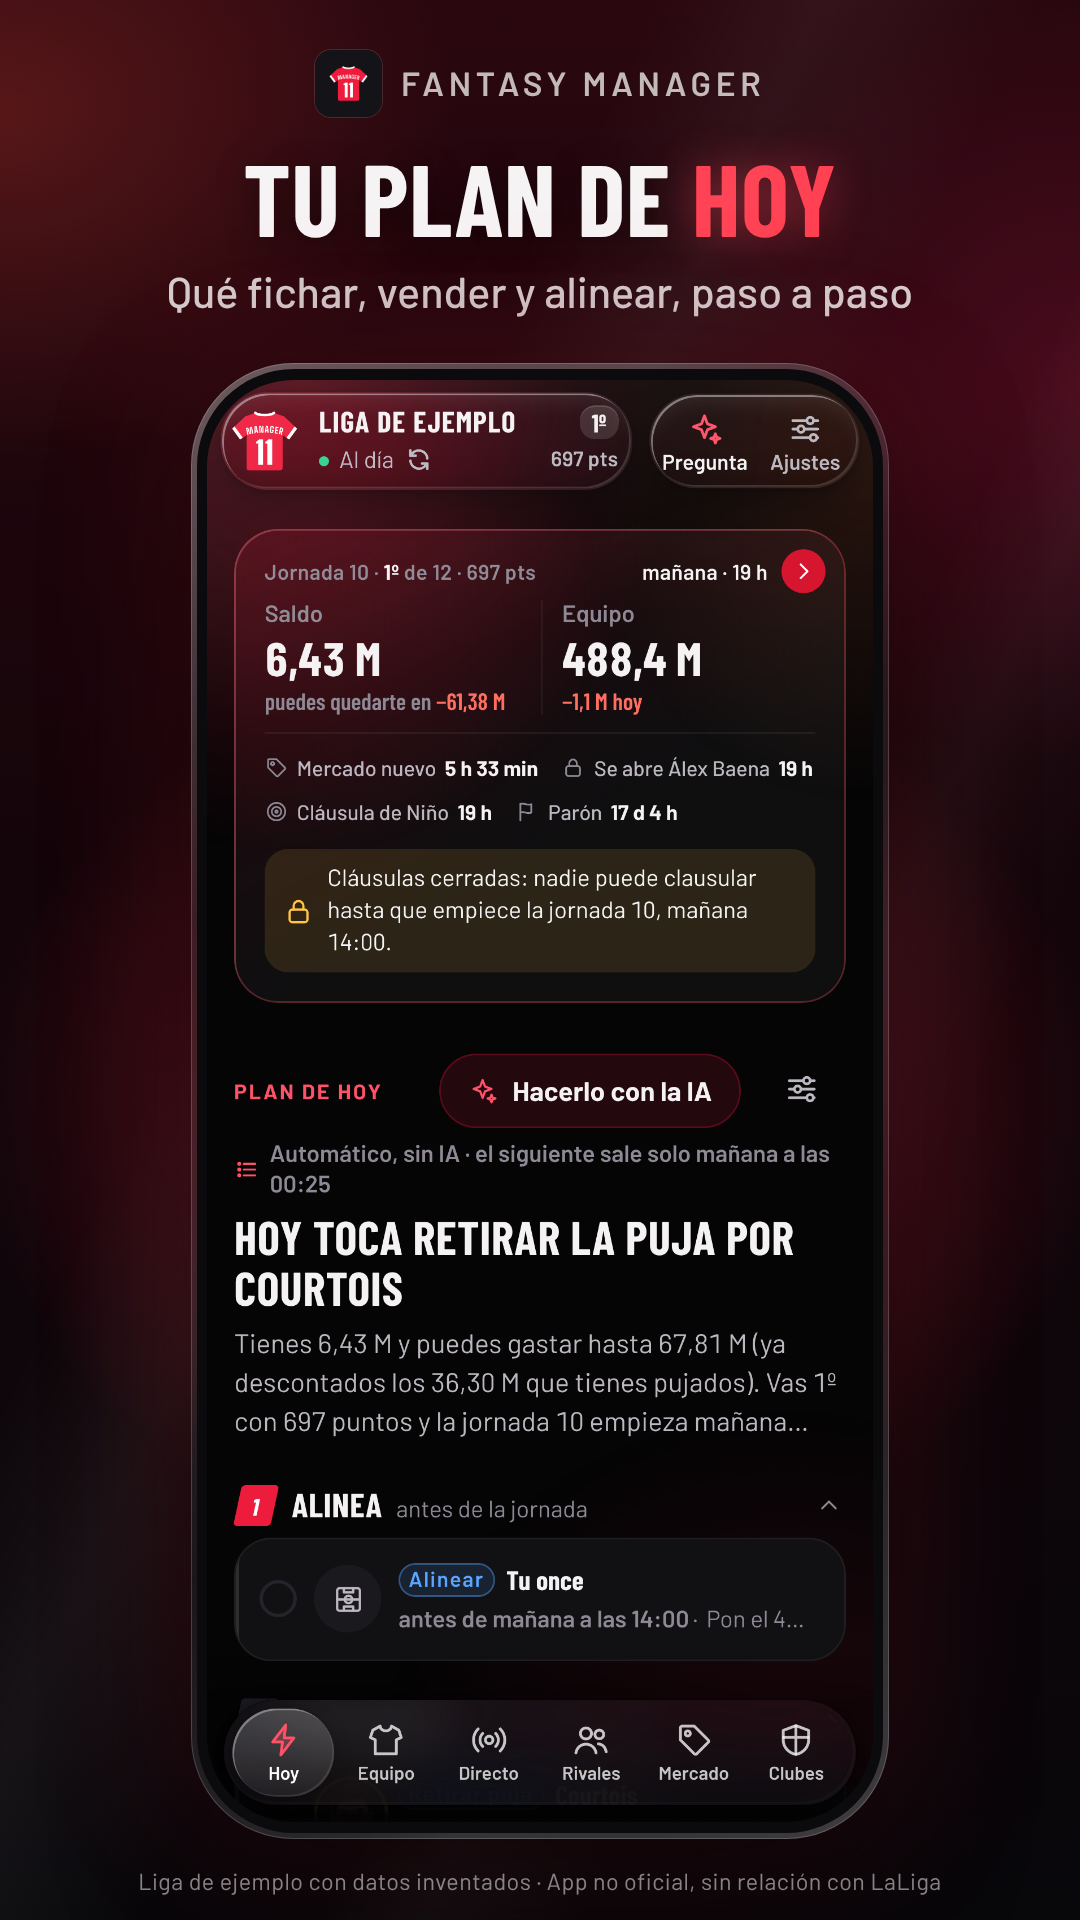 MANAGER
11
FANTASY MANAGER
TU PLAN DE HOY
Qué fichar, vender y alinear, paso a paso
MANAGER
11
LIGA DE EJEMPLO
1º
Al día
697 pts
Pregunta
Ajustes
Jornada 10 · 1º de 12 · 697 pts
mañana · 19 h
Saldo
Equipo
6,43 M
488,4 M
puedes quedarte en −61,38 M
−1,1 M hoy
Mercado nuevo 5 h 33 min
Se abre Álex Baena 19 h
Cláusula de Niño 19 h
Parón 17 d 4 h
Cláusulas cerradas: nadie puede clausular
hasta que empiece la jornada 10, mañana
14:00.
PLAN DE HOY
Hacerlo con la IA
Automático, sin IA · el siguiente sale solo mañana a las
00:25
HOY TOCA RETIRAR LA PUJA POR
COURTOIS
Tienes 6,43 M y puedes gastar hasta 67,81 M (ya
descontados los 36,30 M que tienes pujados). Vas 1º
con 697 puntos y la jornada 10 empieza mañana...
1 ALINEA antes de la jornada
Alinear Tu once
antes de mañana a las 14:00 · Pon el 4...
Retirar puja Courtois
Hoy
Equipo
Directo
Rivales
Mercado
Clubes
Liga de ejemplo con datos inventados · App no oficial, sin relación con LaLiga